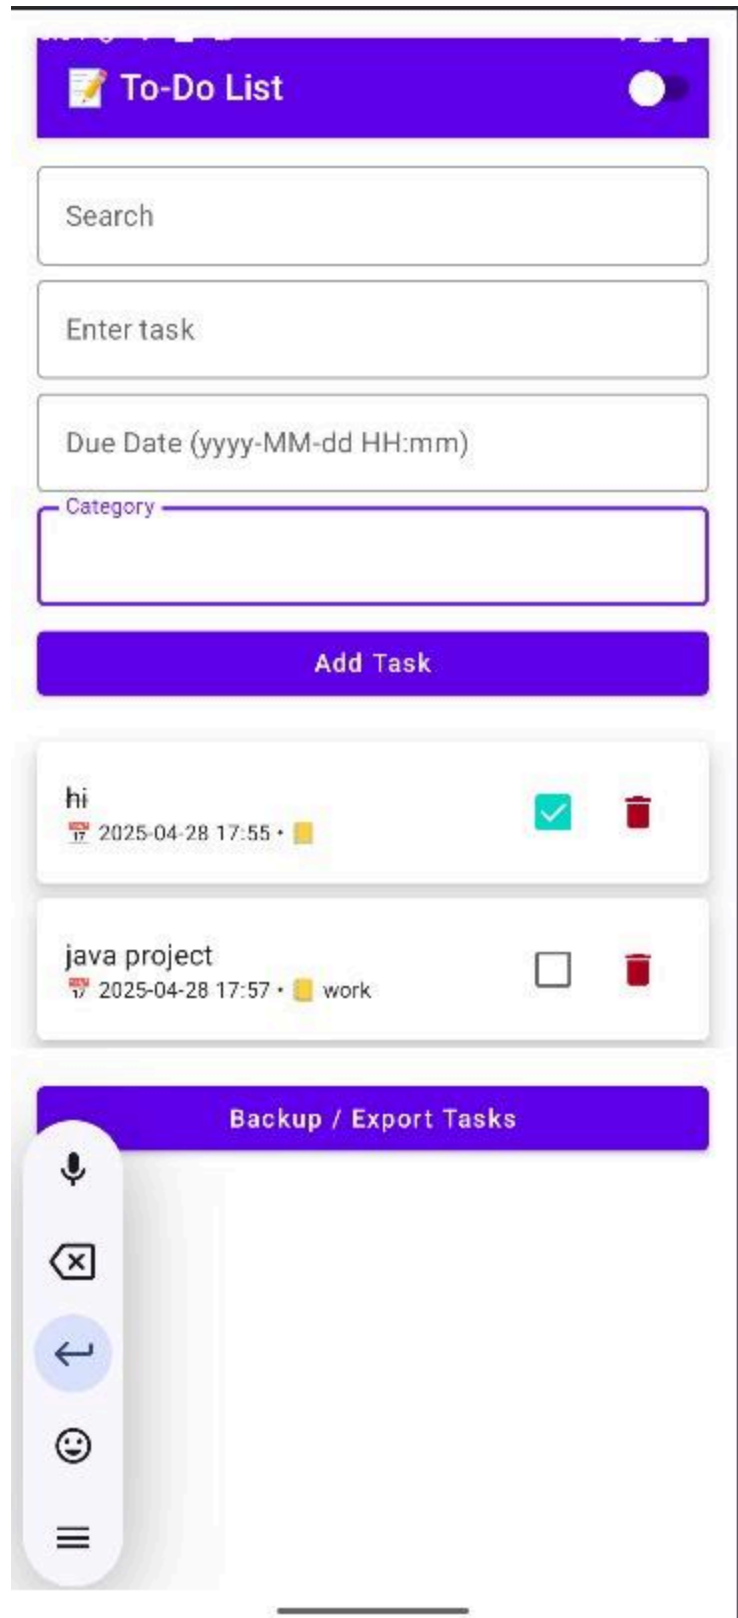 To-Do List
Search
Enter task
Due Date (yyyy-MM-dd HH:mm)
Category
Add Task
hi
2025-04-28 17:55 •
java project
2025-04-28 17:57 • work
Backup / Export Tasks